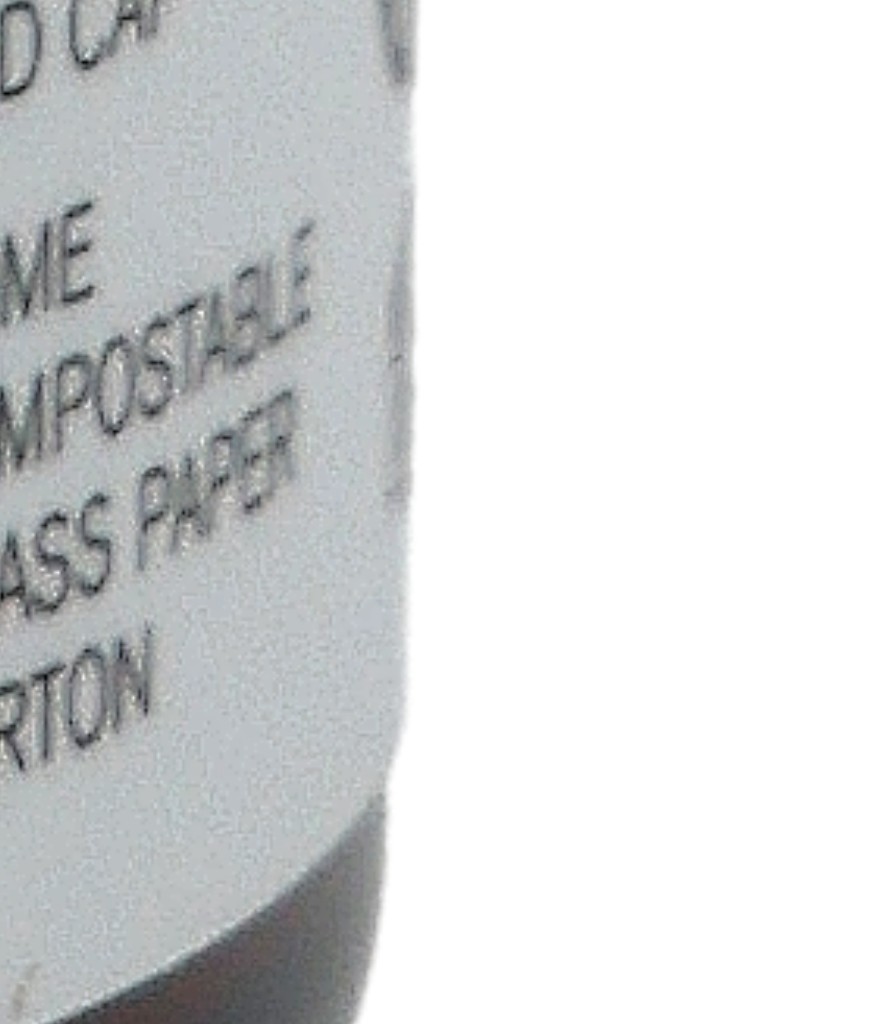 D CAP
ME
MPOSTABLE
ASS PAPER
RTON